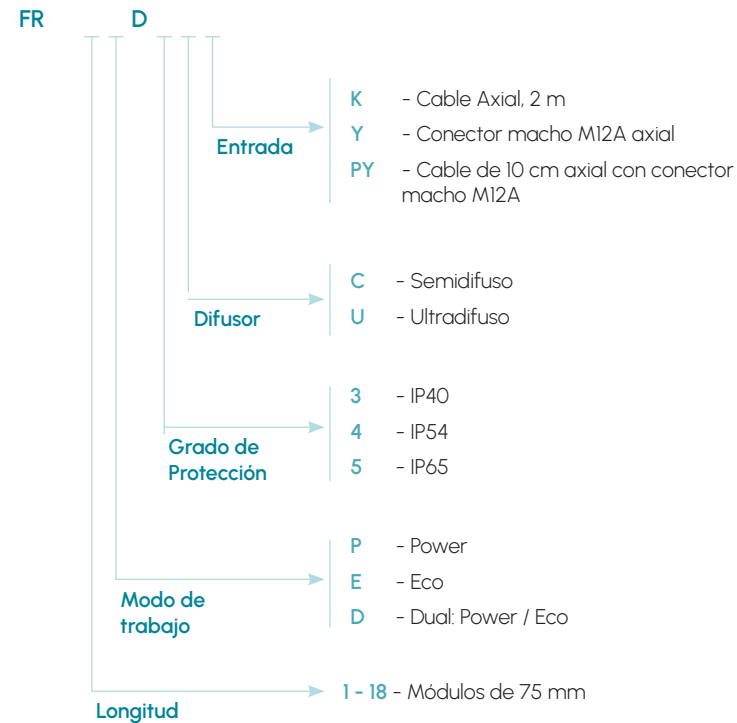 FR D
K - Cable Axial, 2 m
Y - Conector macho M12A axial
Entrada
PY - Cable de 10 cm axial con conector
macho M12A
C - Semidifuso
U - Ultradifuso
Difusor
3 - IP40
4 - IP54
5 - IP65
Grado de
Protección
P - Power
E - Eco
D - Dual: Power / Eco
Modo de
trabajo
1 - 18 - Módulos de 75 mm
Longitud